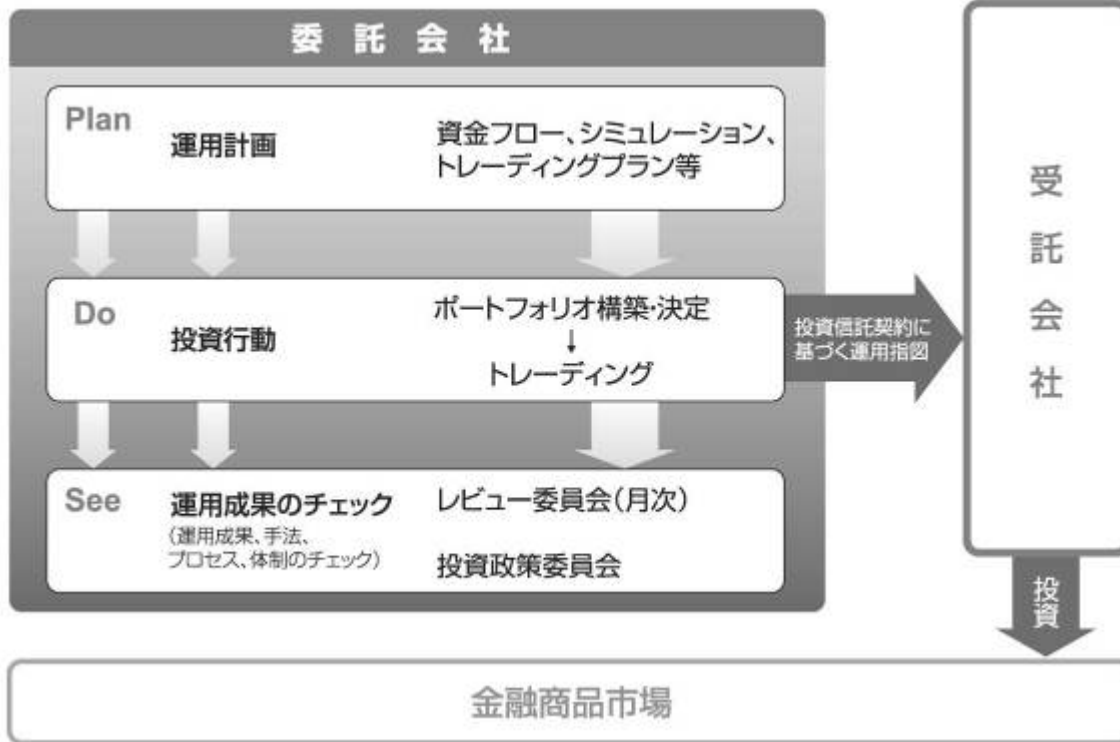 委託会社
Plan
運用計画
資金フロー、シミュレーション、
トレーディングプラン等
Do
投資行動
ポートフォリオ構築・決定
↓
トレーディング
投資信託契約に
基づく運用指図
See
運用成果のチェック
(運用成果、手法、
プロセス、体制のチェック)
レビュー委員会(月次)
投資政策委員会
受託会社
投資
金融商品市場